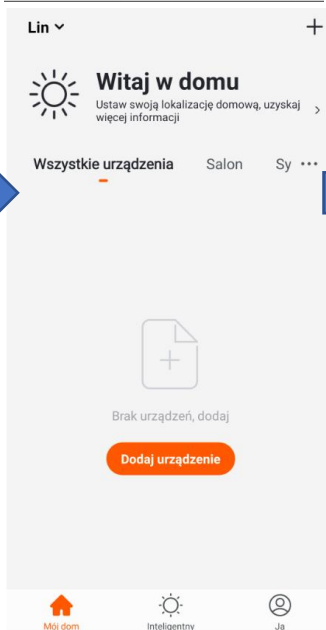 Lin
Witaj w domu
Ustaw swoją lokalizację domową, uzyskaj
więcej informacji
Wszystkie urządzenia Salon Sy ...
Brak urządzeń, dodaj
Dodaj urządzenie
Mój dom Inteligentny Ja